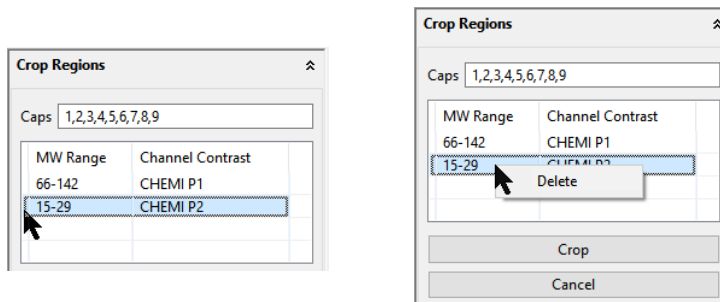 Crop Regions
Caps 1,2,3,4,5,6,7,8,9
MW Range Channel Contrast
66-142 CHEMI P1
15-29 CHEMI P2
Crop Regions
Caps 1,2,3,4,5,6,7,8,9
MW Range Channel Contrast
66-142 CHEMI P1
15-29 CHEMI P2
Delete
Crop
Cancel